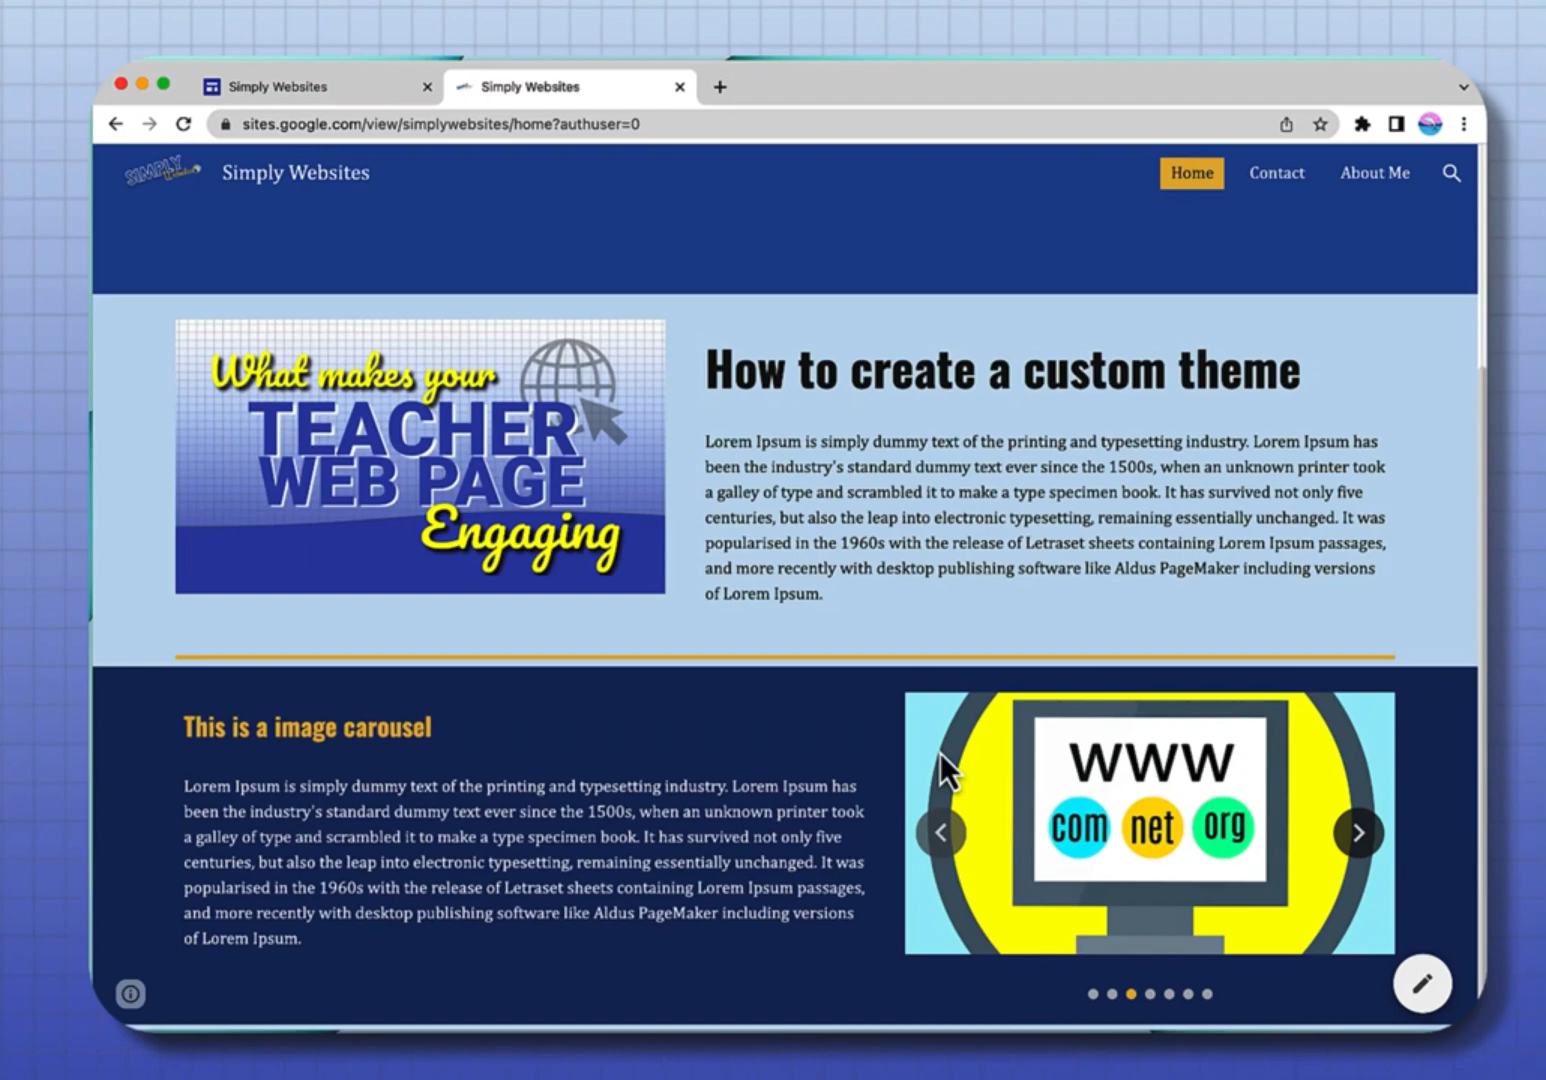 Simply Websites
Simply Websites
sites.google.com/view/simplywebsites/home?authuser=0
SIMPLY
Simply Websites
Home
Contact
About Me
What makes your
TEACHER
WEB PAGE
Engaging
How to create a custom theme
Lorem Ipsum is simply dummy text of the printing and typesetting industry. Lorem Ipsum has
been the industry's standard dummy text ever since the 1500s, when an unknown printer took
a galley of type and scrambled it to make a type specimen book. It has survived not only five
centuries, but also the leap into electronic typesetting, remaining essentially unchanged. It was
popularised in the 1960s with the release of Letraset sheets containing Lorem Ipsum passages,
and more recently with desktop publishing software like Aldus PageMaker including versions
of Lorem Ipsum.
This is a image carousel
Lorem Ipsum is simply dummy text of the printing and typesetting industry. Lorem Ipsum has
been the industry's standard dummy text ever since the 1500s, when an unknown printer took
a galley of type and scrambled it to make a type specimen book. It has survived not only five
centuries, but also the leap into electronic typesetting, remaining essentially unchanged. It was
popularised in the 1960s with the release of Letraset sheets containing Lorem Ipsum passages,
and more recently with desktop publishing software like Aldus PageMaker including versions
of Lorem Ipsum.
www
com net org